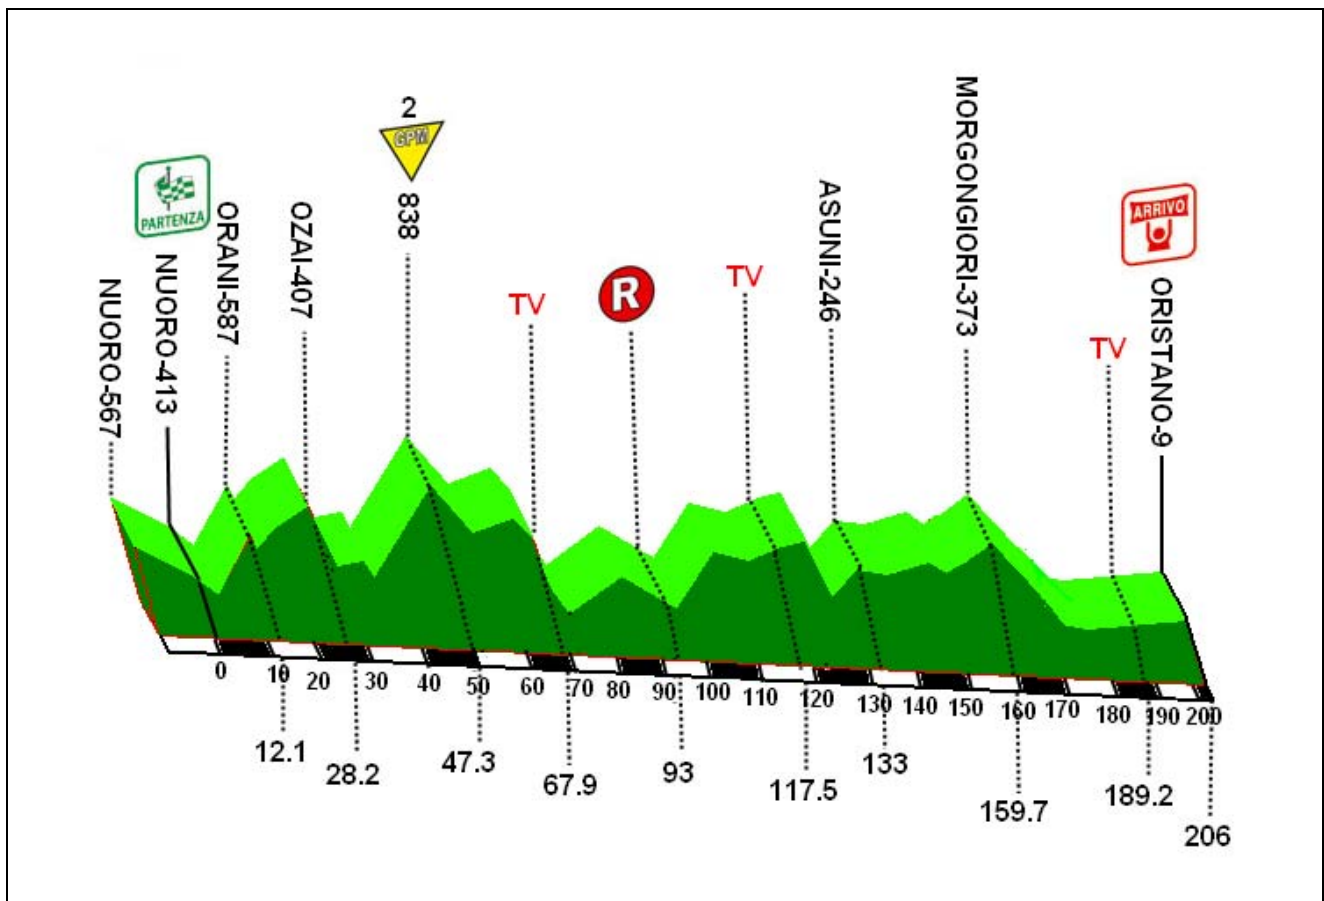 2
GPM
838
PARTENZA
NUORO-567
NUORO-413
ORANI-587
OZAI-407
TV
R
TV
ASUNI-246
MORGONGIORI-373
TV
ARRIVO
ORISTANO-9
0 10 20 30 40 50 60 70 80 90 100 110 120 130 140 150 160 170 180 190 200
12.1
28.2
47.3
67.9
93
117.5
133
159.7
189.2
206